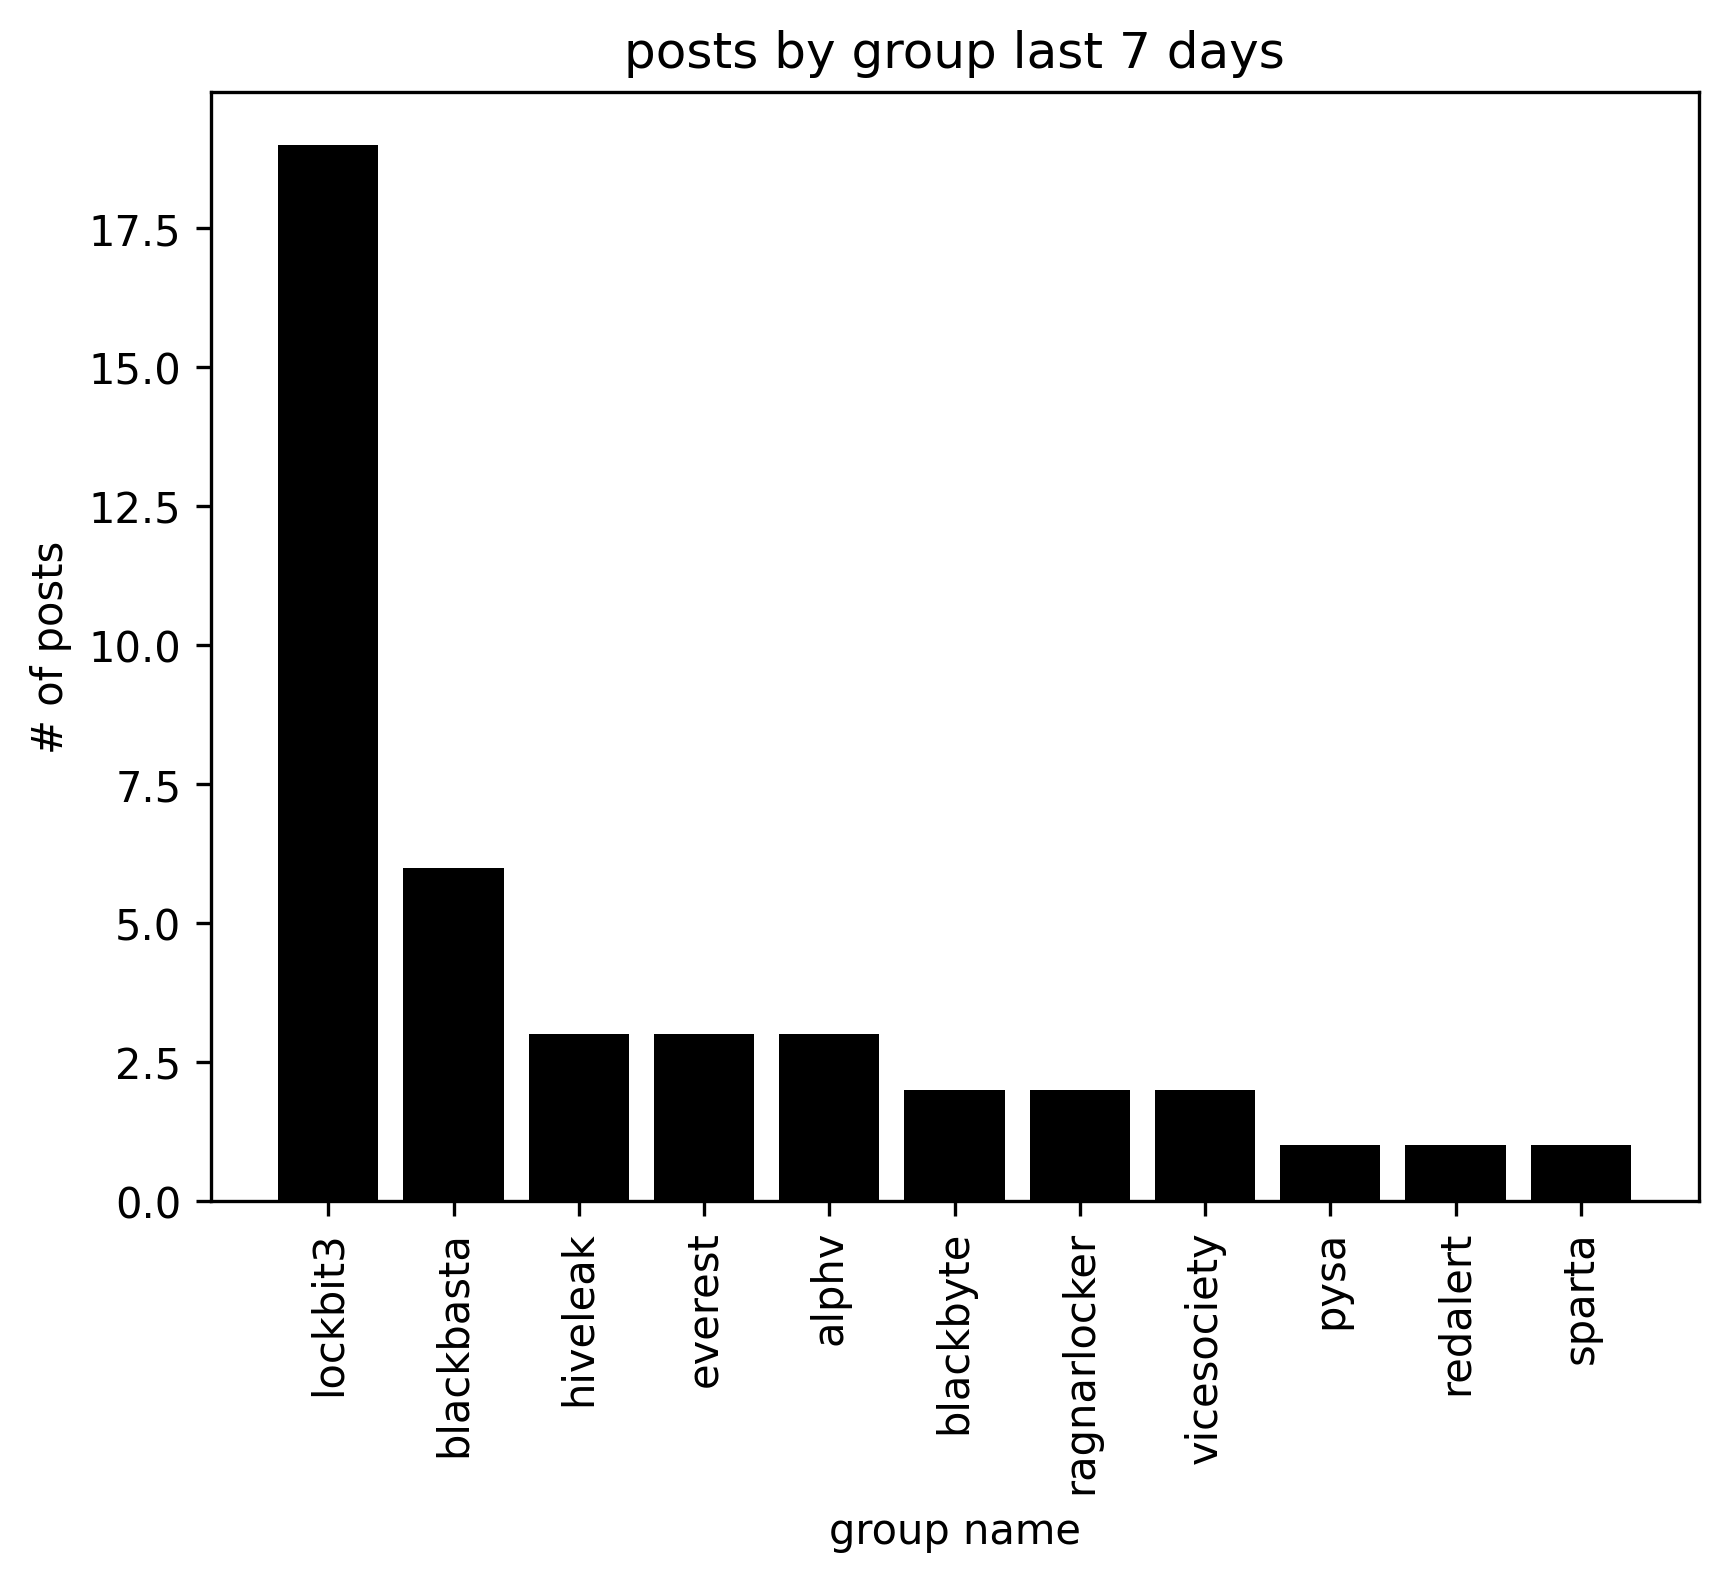 posts by group last 7 days
# of posts
17.5
15.0
12.5
10.0
7.5
5.0
2.5
0.0
lockbit3
blackbasta
hiveleak
everest
alphv
blackbyte
ragnarlocker
vicesociety
pysa
redalert
sparta
group name